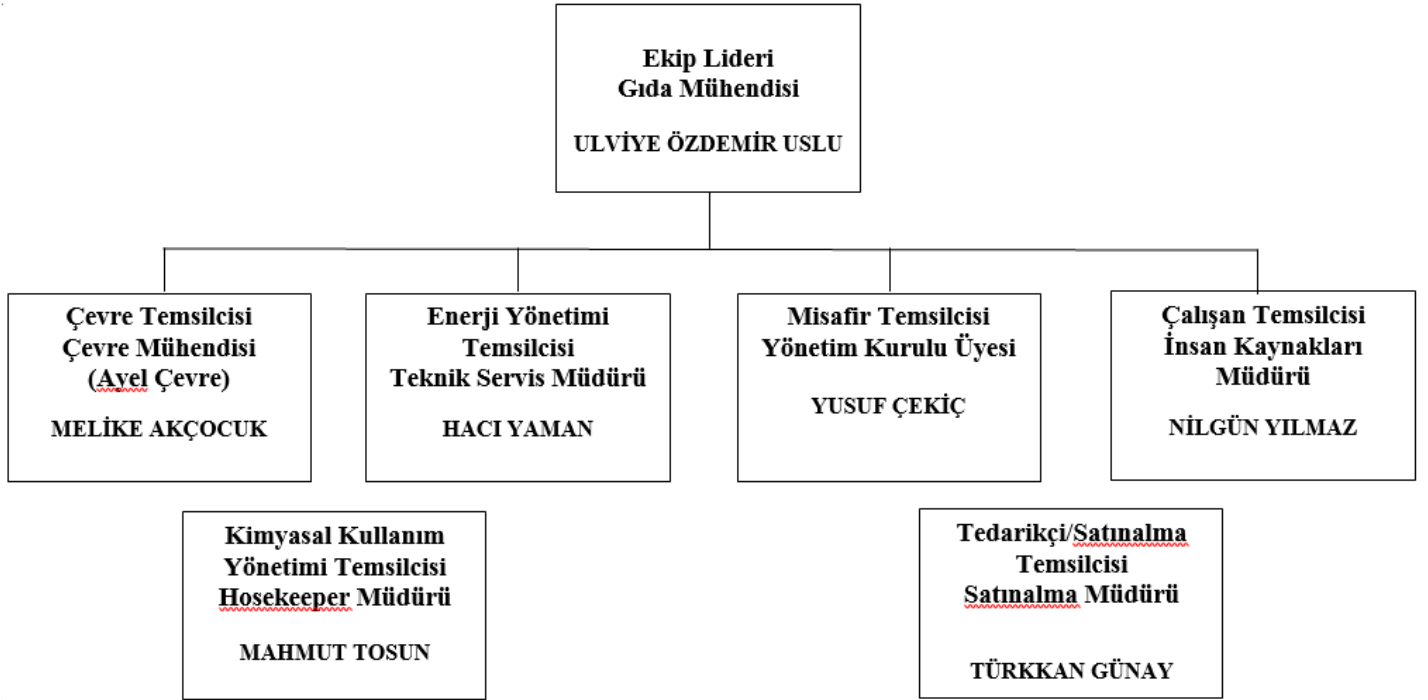 Ekip Lideri
Gıda Mühendisi
ULVİYE ÖZDEMİR USLU
Çevre Temsilcisi
Çevre Mühendisi
(Ayel Çevre)
MELİKE AKÇOCUK
Enerji Yönetimi
Temsilcisi
Teknik Servis Müdürü
HACI YAMAN
Misafir Temsilcisi
Yönetim Kurulu Üyesi
YUSUF ÇEKİÇ
Çalışan Temsilcisi
İnsan Kaynakları
Müdürü
NİLGÜN YILMAZ
Kimyasal Kullanım
Yönetimi Temsilcisi
Hosekeeper Müdürü
MAHMUT TOSUN
Tedarikçi/Satınalma
Temsilcisi
Satınalma Müdürü
TÜRKKAN GÜNAY